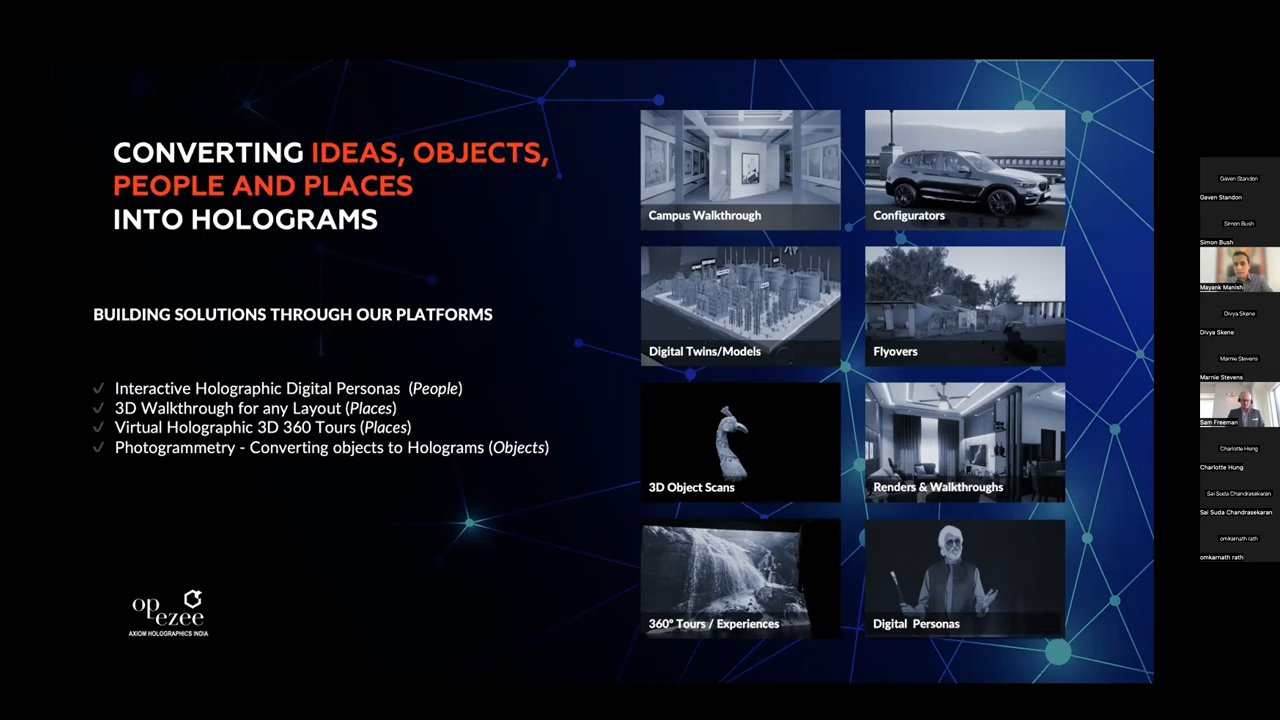 CONVERTING IDEAS, OBJECTS,
PEOPLE AND PLACES
INTO HOLOGRAMS
BUILDING SOLUTIONS THROUGH OUR PLATFORMS
✓ Interactive Holographic Digital Personas (People)
✓ 3D Walkthrough for any Layout (Places)
✓ Virtual Holographic 3D 360 Tours (Places)
✓ Photogrammetry - Converting objects to Holograms (Objects)
op
ezee
AXIOM HOLOGRAPHICS INDIA
Campus Walkthrough
Configurators
Digital Twins/Models
Flyovers
3D Object Scans
Renders & Walkthroughs
360° Tours / Experiences
Digital Personas
Gaven Standon
Gaven Standon
Simon Bush
Simon Bush
Mayank Manish
Divya Skene
Divya Skene
Marnie Stevens
Marnie Stevens
Sam Freeman
Charlotte Hung
Charlotte Hung
Sai Suda Chandrasekaran
Sai Suda Chandrasekaran
omkarnath rath
omkarnath rath